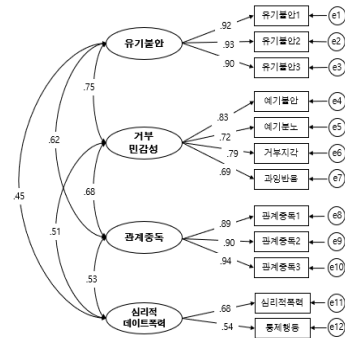 .92
유기불안1
e1
유기불안
.93
유기불안2
e2
.90
유기불안3
e3
.75
.83
예기불안
e4
.62
거부
민감성
.72
예기분노
e5
.79
거부지각
e6
.69
과잉반응
e7
.45
.68
.51
.89
관계중독1
e8
관계중독
.90
관계중독2
e9
.94
관계중독3
e10
.53
심리적
데이트폭력
.68
심리적폭력
e11
.54
통제행동
e12